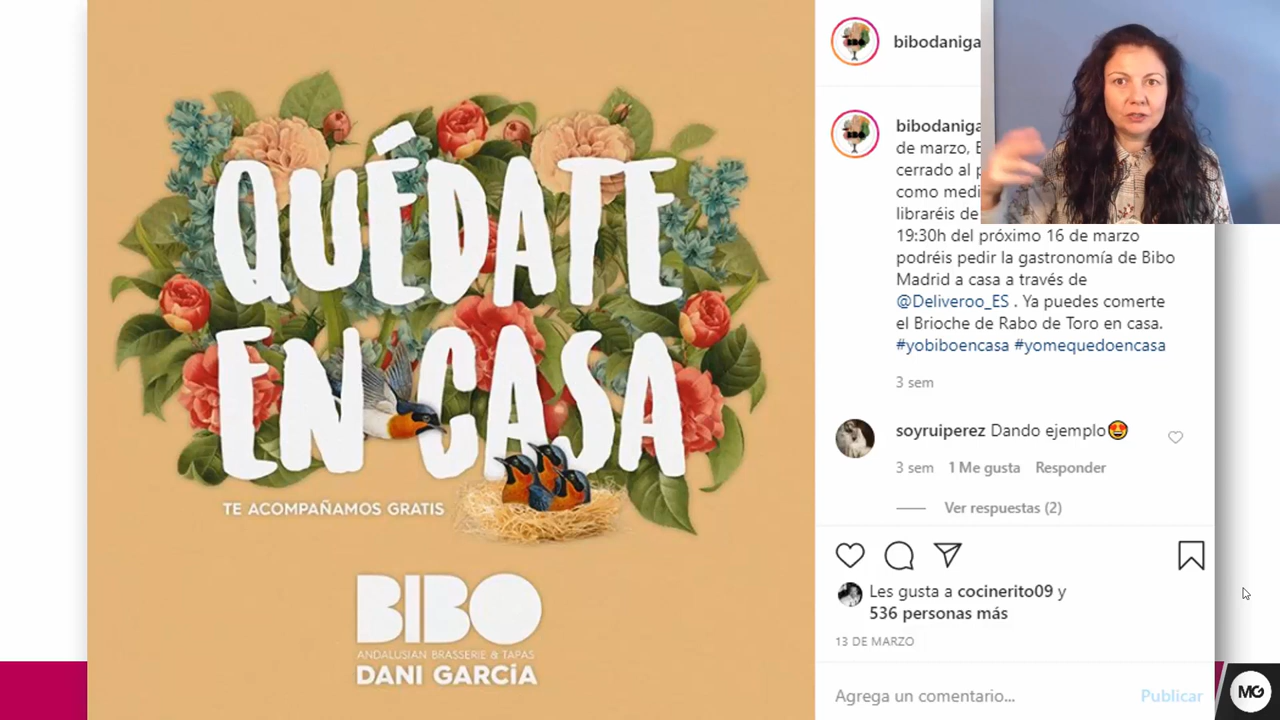 QUÉDATE
EN CASA
TE ACOMPAÑAMOS GRATIS
BIBO
ANDALUSIAN BRASSERIE & TAPAS
DANI GARCÍA
bibodaniga
bibodaniga
de marzo,
cerrado al
como medi
libraréis de
19:30h del próximo 16 de marzo
podréis pedir la gastronomía de Bibo
Madrid a casa a través de
@Deliveroo_ES . Ya puedes comerte
el Brioche de Rabo de Toro en casa.
#yobiboencasa #yomequedoencasa
3 sem
soyruiperez Dando ejemplo😍
3 sem 1 Me gusta Responder
Ver respuestas (2)
Les gusta a cocinerito09 y
536 personas más
13 DE MARZO
Agrega un comentario... Publicar
MG